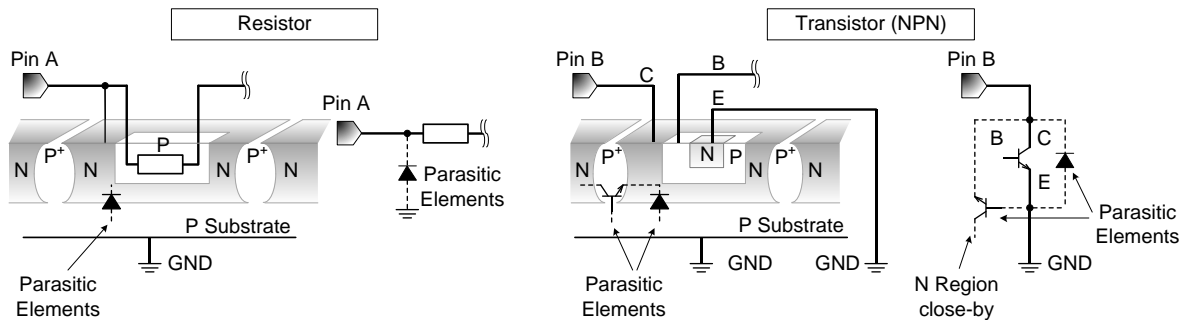 Resistor
Transistor (NPN)
Pin A
Pin A
N
P+
N
P
N
P+
N
Parasitic
Elements
P Substrate
GND
Parasitic
Elements
Pin B
C
B
E
N
P+
N
N
P
N
P+
N
P Substrate
GND
GND
Parasitic
Elements
Pin B
B
C
E
Parasitic
Elements
GND
N Region
close-by